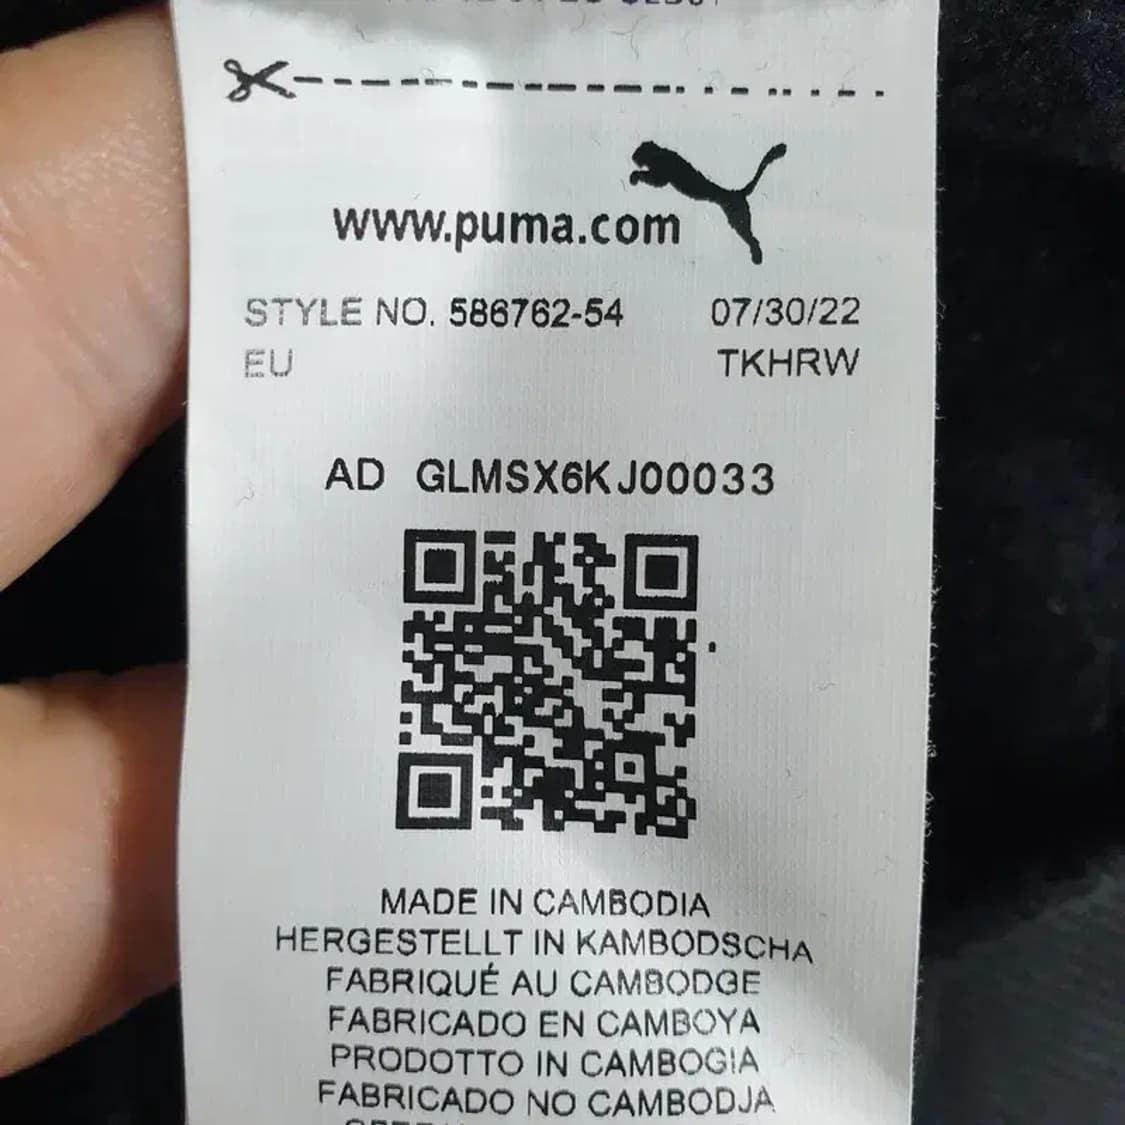 www.puma.com
STYLE NO. 586762-54 07/30/22
EU TKHRW
AD GLMSX6KJ00033
MADE IN CAMBODIA
HERGESTELLT IN KAMBODSCHA
FABRIQUÉ AU CAMBODGE
FABRICADO EN CAMBOYA
PRODOTTO IN CAMBOGIA
FABRICADO NO CAMBODJA